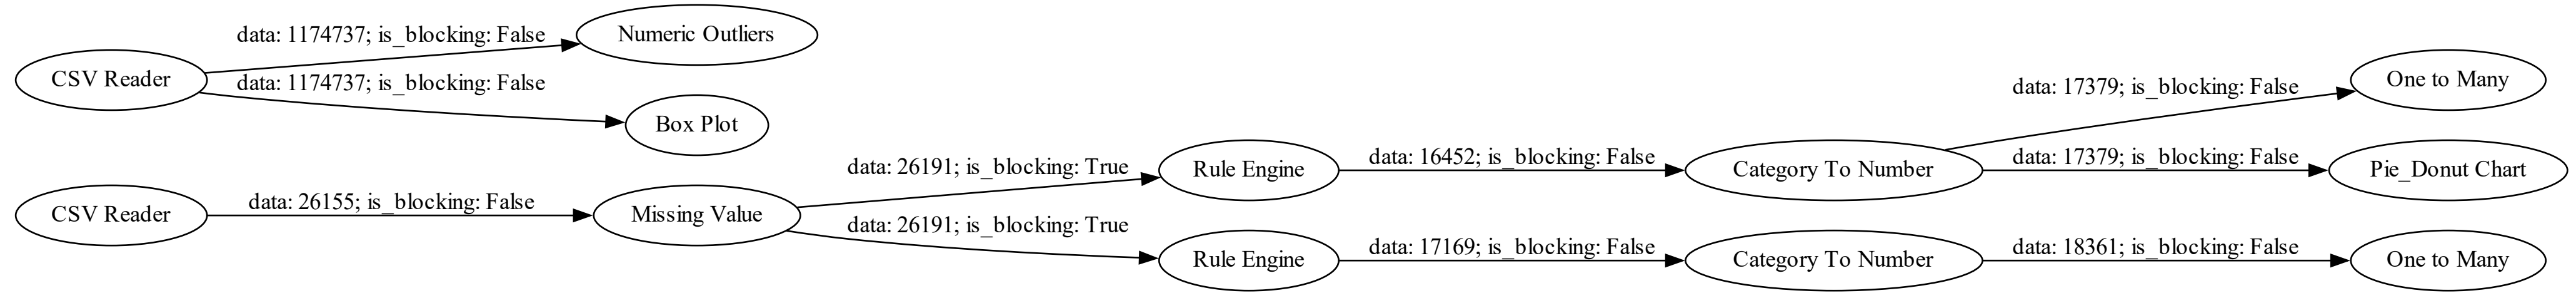 data: 1174737; is_blocking: False
Numeric Outliers
CSV Reader
data: 1174737; is_blocking: False
Box Plot
CSV Reader
data: 26155; is_blocking: False
Missing Value
data: 26191; is_blocking: True
Rule Engine
data: 16452; is_blocking: False
Category To Number
data: 17379; is_blocking: False
One to Many
data: 17379; is_blocking: False
Pie_Donut Chart
data: 26191; is_blocking: True
Rule Engine
data: 17169; is_blocking: False
Category To Number
data: 18361; is_blocking: False
One to Many